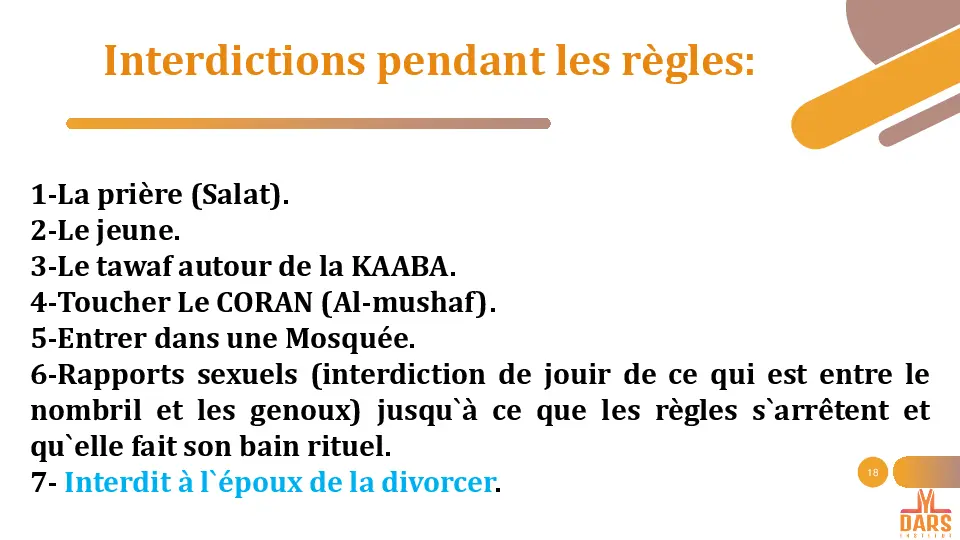 Interdictions pendant les règles:
1-La prière (Salat).
2-Le jeune.
3-Le tawaf autour de la KAABA.
4-Toucher Le CORAN (Al-mushaf).
5-Entrer dans une Mosquée.
6-Rapports sexuels (interdiction de jouir de ce qui est entre le
nombril et les genoux) jusqu`à ce que les règles s`arrêtent et
qu`elle fait son bain rituel.
7- Interdit à l`époux de la divorcer.
18
DARS
INSTITUT